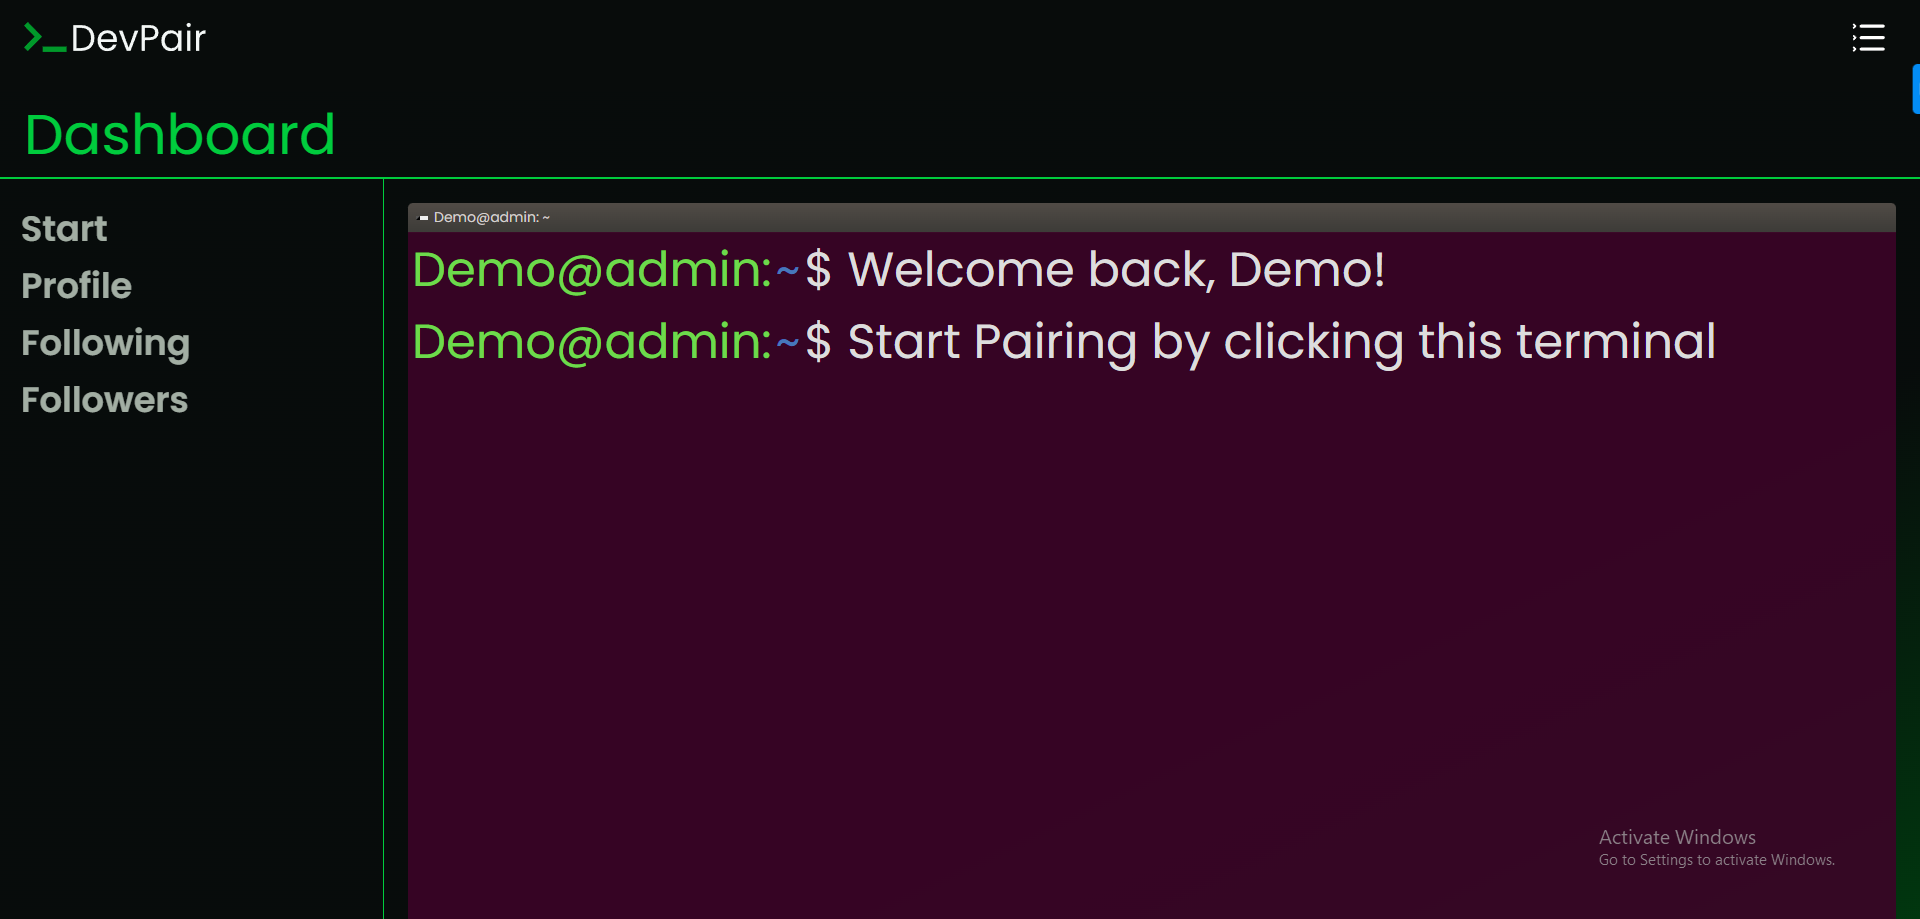 DevPair
Dashboard
Start
Profile
Following
Followers
Demo@admin: ~
Demo@admin:~$ Welcome back, Demo!
Demo@admin:~$ Start Pairing by clicking this terminal
Activate Windows
Go to Settings to activate Windows.